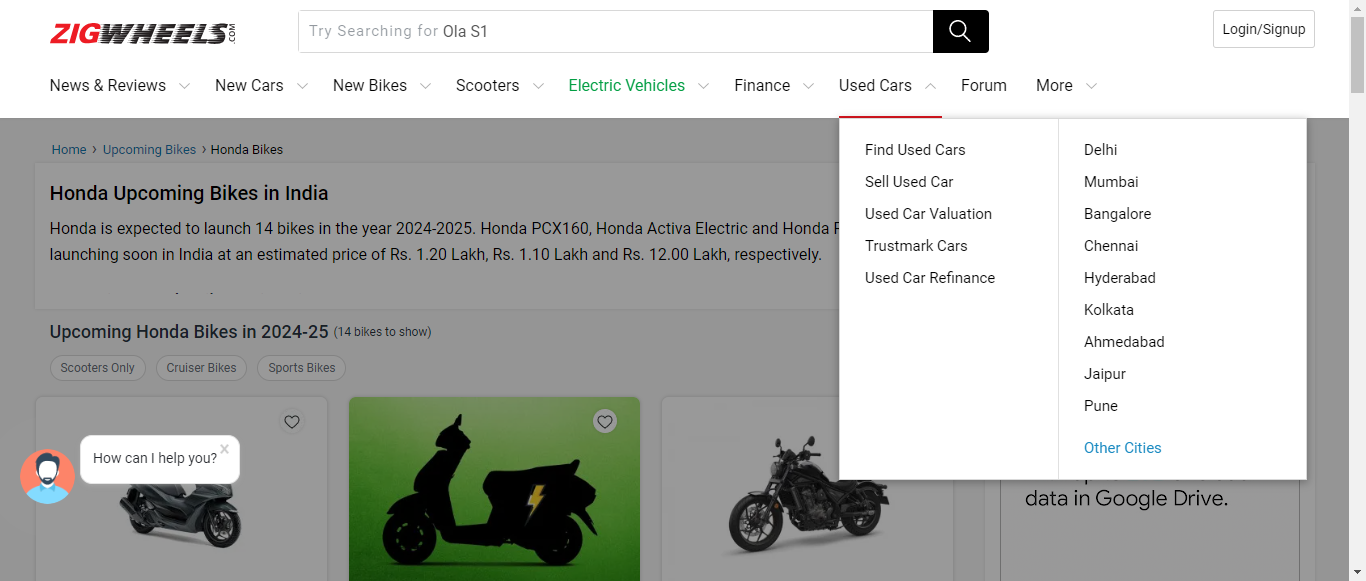 ZIGWHEELS.COM
Try Searching for Ola S1
Login/Signup
News & Reviews
New Cars
New Bikes
Scooters
Electric Vehicles
Finance
Used Cars
Forum
More
Home › Upcoming Bikes › Honda Bikes
Honda Upcoming Bikes in India
Honda is expected to launch 14 bikes in the year 2024-2025. Honda PCX160, Honda Activa Electric and Honda
launching soon in India at an estimated price of Rs. 1.20 Lakh, Rs. 1.10 Lakh and Rs. 12.00 Lakh, respectively.
Upcoming Honda Bikes in 2024-25 (14 bikes to show)
Scooters Only
Cruiser Bikes
Sports Bikes
How can I help you?
Find Used Cars
Sell Used Car
Used Car Valuation
Trustmark Cars
Used Car Refinance
Delhi
Mumbai
Bangalore
Chennai
Hyderabad
Kolkata
Ahmedabad
Jaipur
Pune
Other Cities
data in Google Drive.